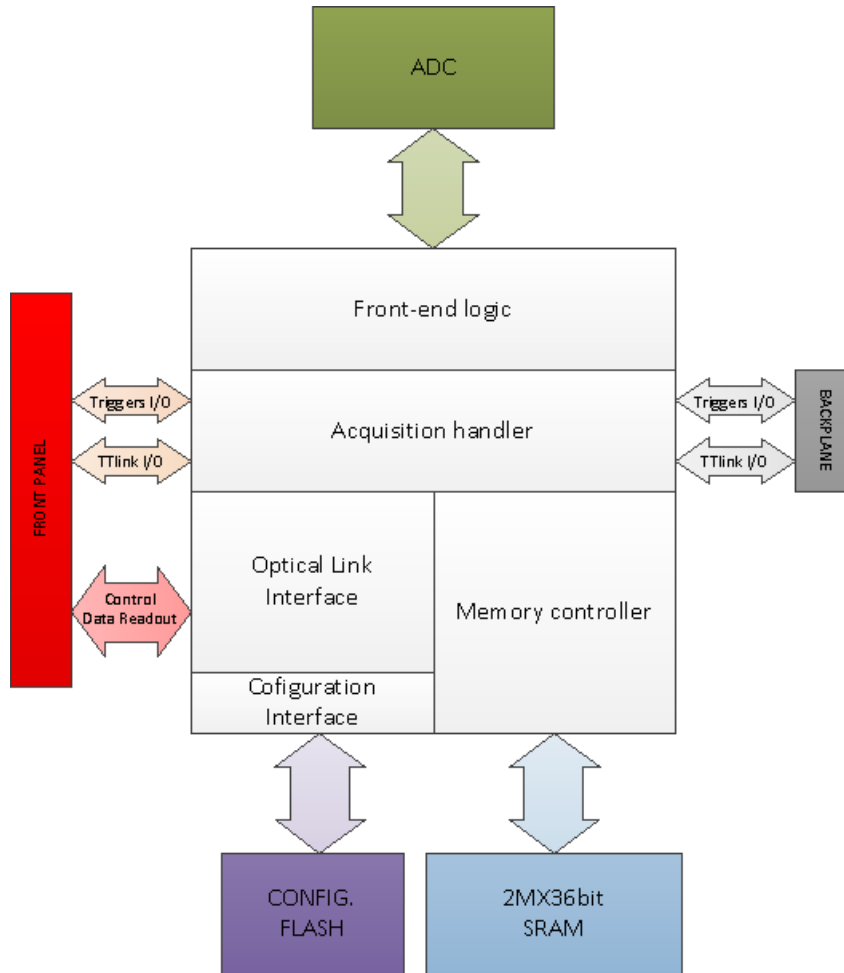 ADC
Front-end logic
Triggers I/O
Triggers I/O
Acquisition handler
TTlink I/O
TTlink I/O
FRONT PANEL
BACKPLANE
Optical Link
Interface
Control
Data Readout
Memory controller
Cofiguration
Interface
CONFIG.
FLASH
2MX36bit
SRAM